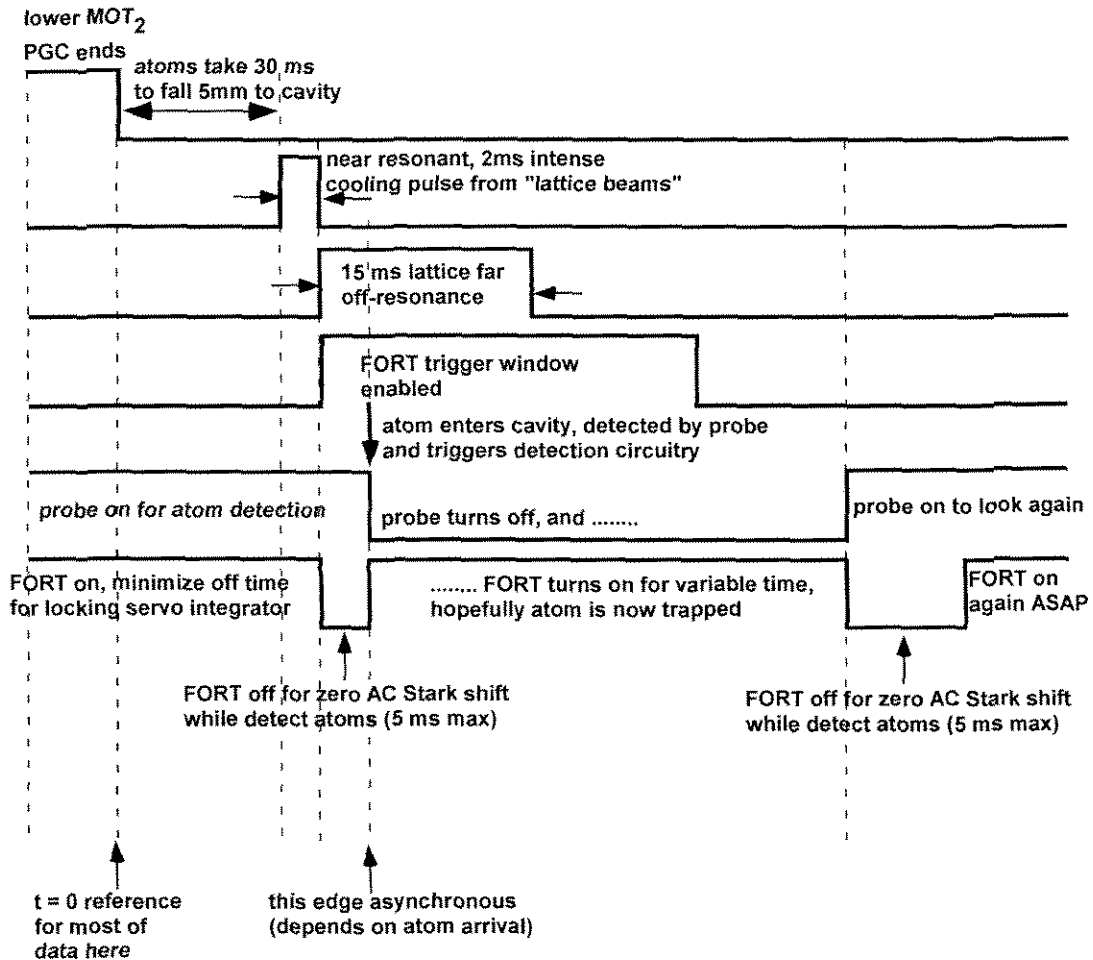 lower MOT2
PGC ends
atoms take 30 ms
to fall 5mm to cavity
near resonant, 2ms intense
cooling pulse from "lattice beams"
15 ms lattice far
off-resonance
FORT trigger window
enabled
atom enters cavity, detected by probe
and triggers detection circuitry
probe on for atom detection
probe turns off, and ........
probe on to look again
FORT on, minimize off time
for locking servo integrator
........ FORT turns on for variable time,
hopefully atom is now trapped
FORT on
again ASAP
FORT off for zero AC Stark shift
while detect atoms (5 ms max)
FORT off for zero AC Stark shift
while detect atoms (5 ms max)
t = 0 reference
for most of
data here
this edge asynchronous
(depends on atom arrival)